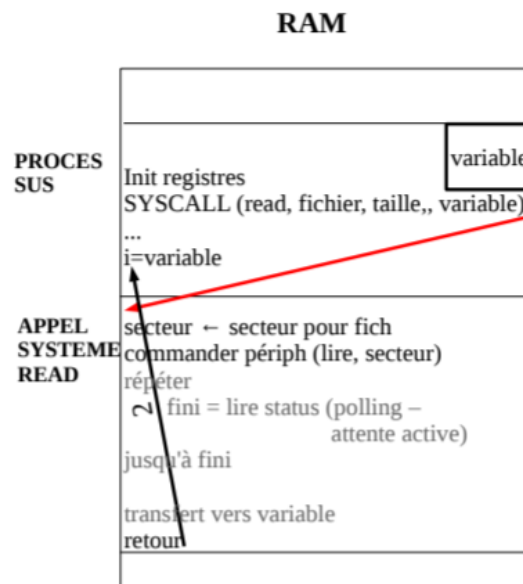 RAM
variable
PROCES
SUS
Init registres
SYSCALL (read, fichier, taille,, variable)
...
i=variable
APPEL
SYSTEME
READ
secteur ← secteur pour fich
commander périph (lire, secteur)
répéter
2
fini = lire status (polling –
attente active)
jusqu'à fini
transfert vers variable
retour